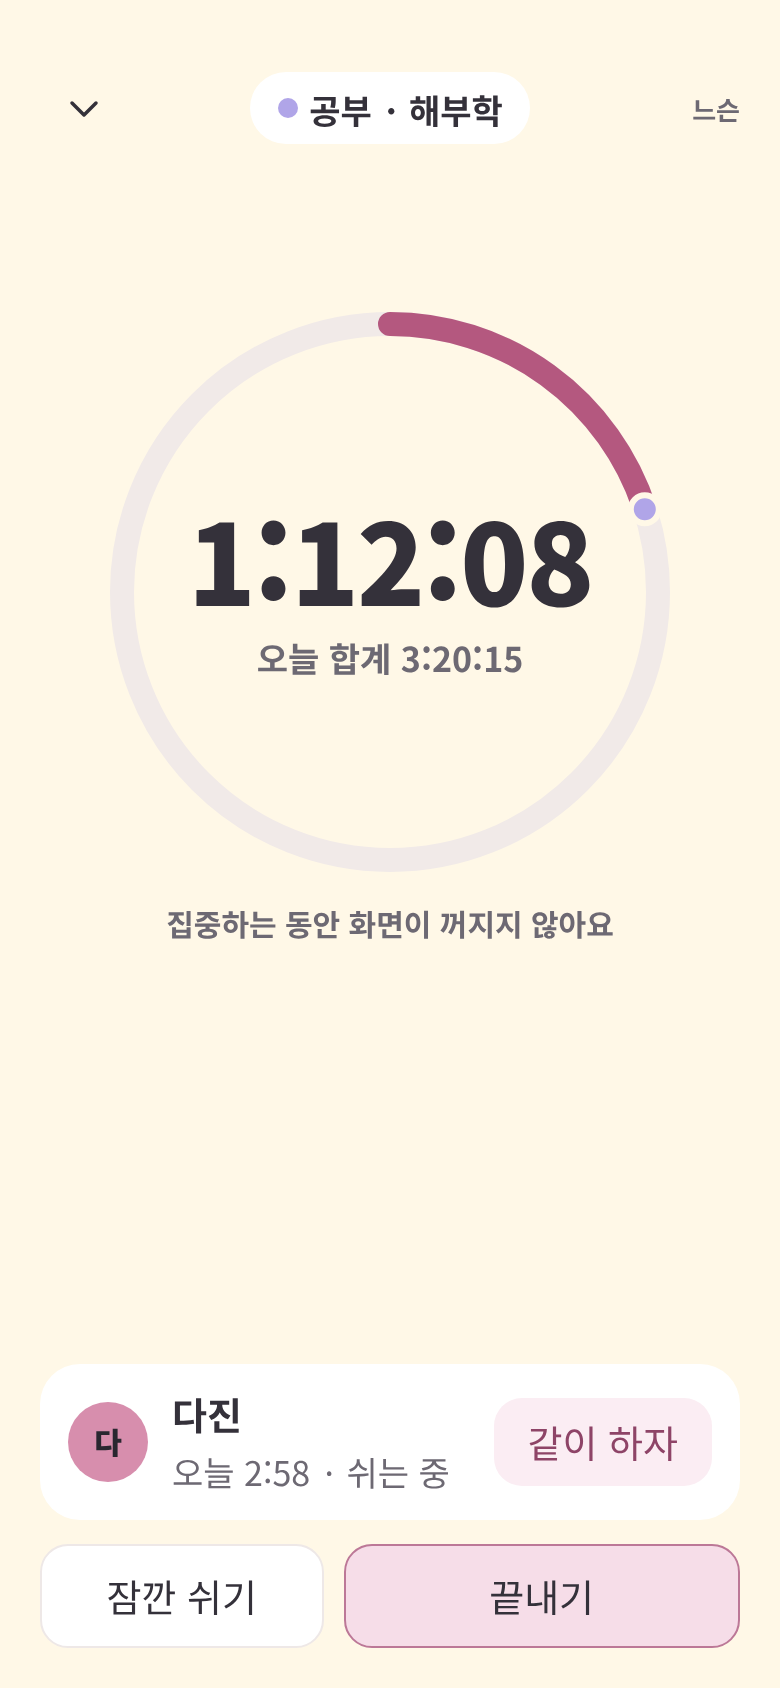 공부 · 해부학
느슨
1:12:08
오늘 합계 3:20:15
집중하는 동안 화면이 꺼지지 않아요
다
다진
오늘 2:58 · 쉬는 중
같이 하자
잠깐 쉬기
끝내기